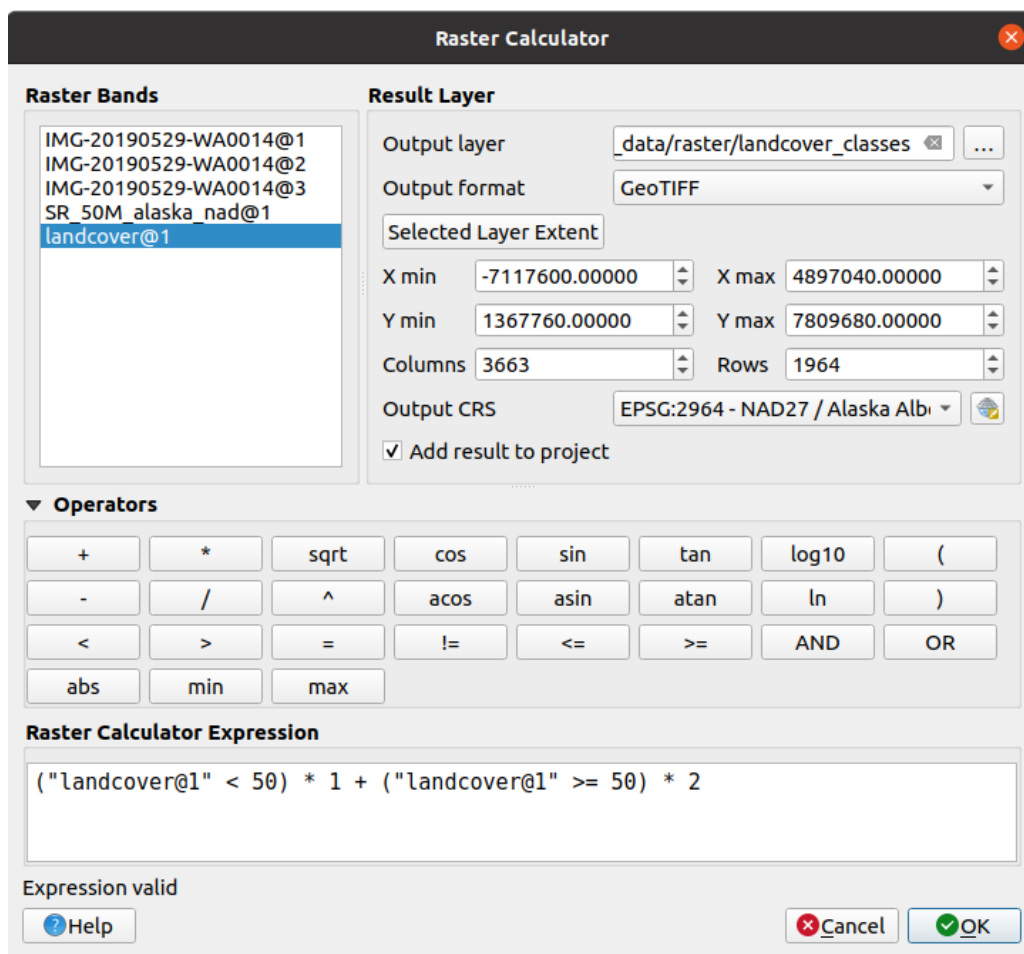 Raster Calculator
Raster Bands
Result Layer
IMG-20190529-WA0014@1
IMG-20190529-WA0014@2
IMG-20190529-WA0014@3
SR_50M_alaska_nad@1
landcover@1
Output layer _data/raster/landcover_classes ...
Output format GeoTIFF
Selected Layer Extent
X min -7117600.00000 X max 4897040.00000
Y min 1367760.00000 Y max 7809680.00000
Columns 3663 Rows 1964
Output CRS EPSG:2964 - NAD27 / Alaska Alb
Add result to project
Operators
+ * sqrt cos sin tan log10 (
- / ^ acos asin atan ln )
< > = != <= >= AND OR
abs min max
Raster Calculator Expression
("landcover@1" < 50) * 1 + ("landcover@1" >= 50) * 2
Expression valid
Help Cancel OK